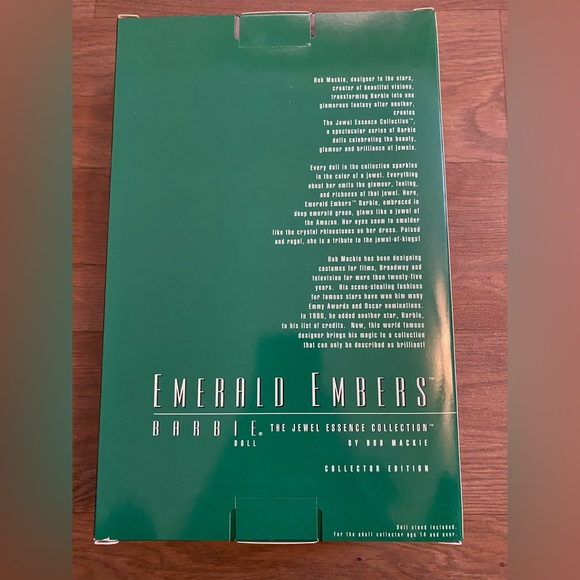 Bob Mackie, designer to the stars,
creator of beautiful visions,
transforming Barbie into one
glamorous fantasy after another,
creates
The Jewel Essence Collection™,
a spectacular series of Barbie
dolls celebrating the beauty,
glamour and brilliance of jewels.
Every doll in the collection sparkles
in the color of a jewel. Everything
about her emits the glamour, feeling,
and richness of that jewel. Here,
Emerald Embers™ Barbie, embraced in
deep emerald green, glows like a jewel of
the Amazon. Her eyes seem to smolder
like the crystal rhinestones on her dress. Poised
and regal, she is a tribute to the jewel-of-kings!
Bob Mackie has been designing
costumes for films, Broadway and
television for more than twenty-five
years. His scene-stealing fashions
for famous stars have won him many
Emmy Awards and Oscar nominations.
In 1990, he added another star, Barbie,
to his list of credits. Now, this world famous
designer brings his magic to a collection
that can only be described as brilliant!
EMERALD EMBERS™
BARBIE® THE JEWEL ESSENCE COLLECTION™
DOLL BY BOB MACKIE
COLLECTOR EDITION
Doll stand included.
For the adult collector age 14 and over.